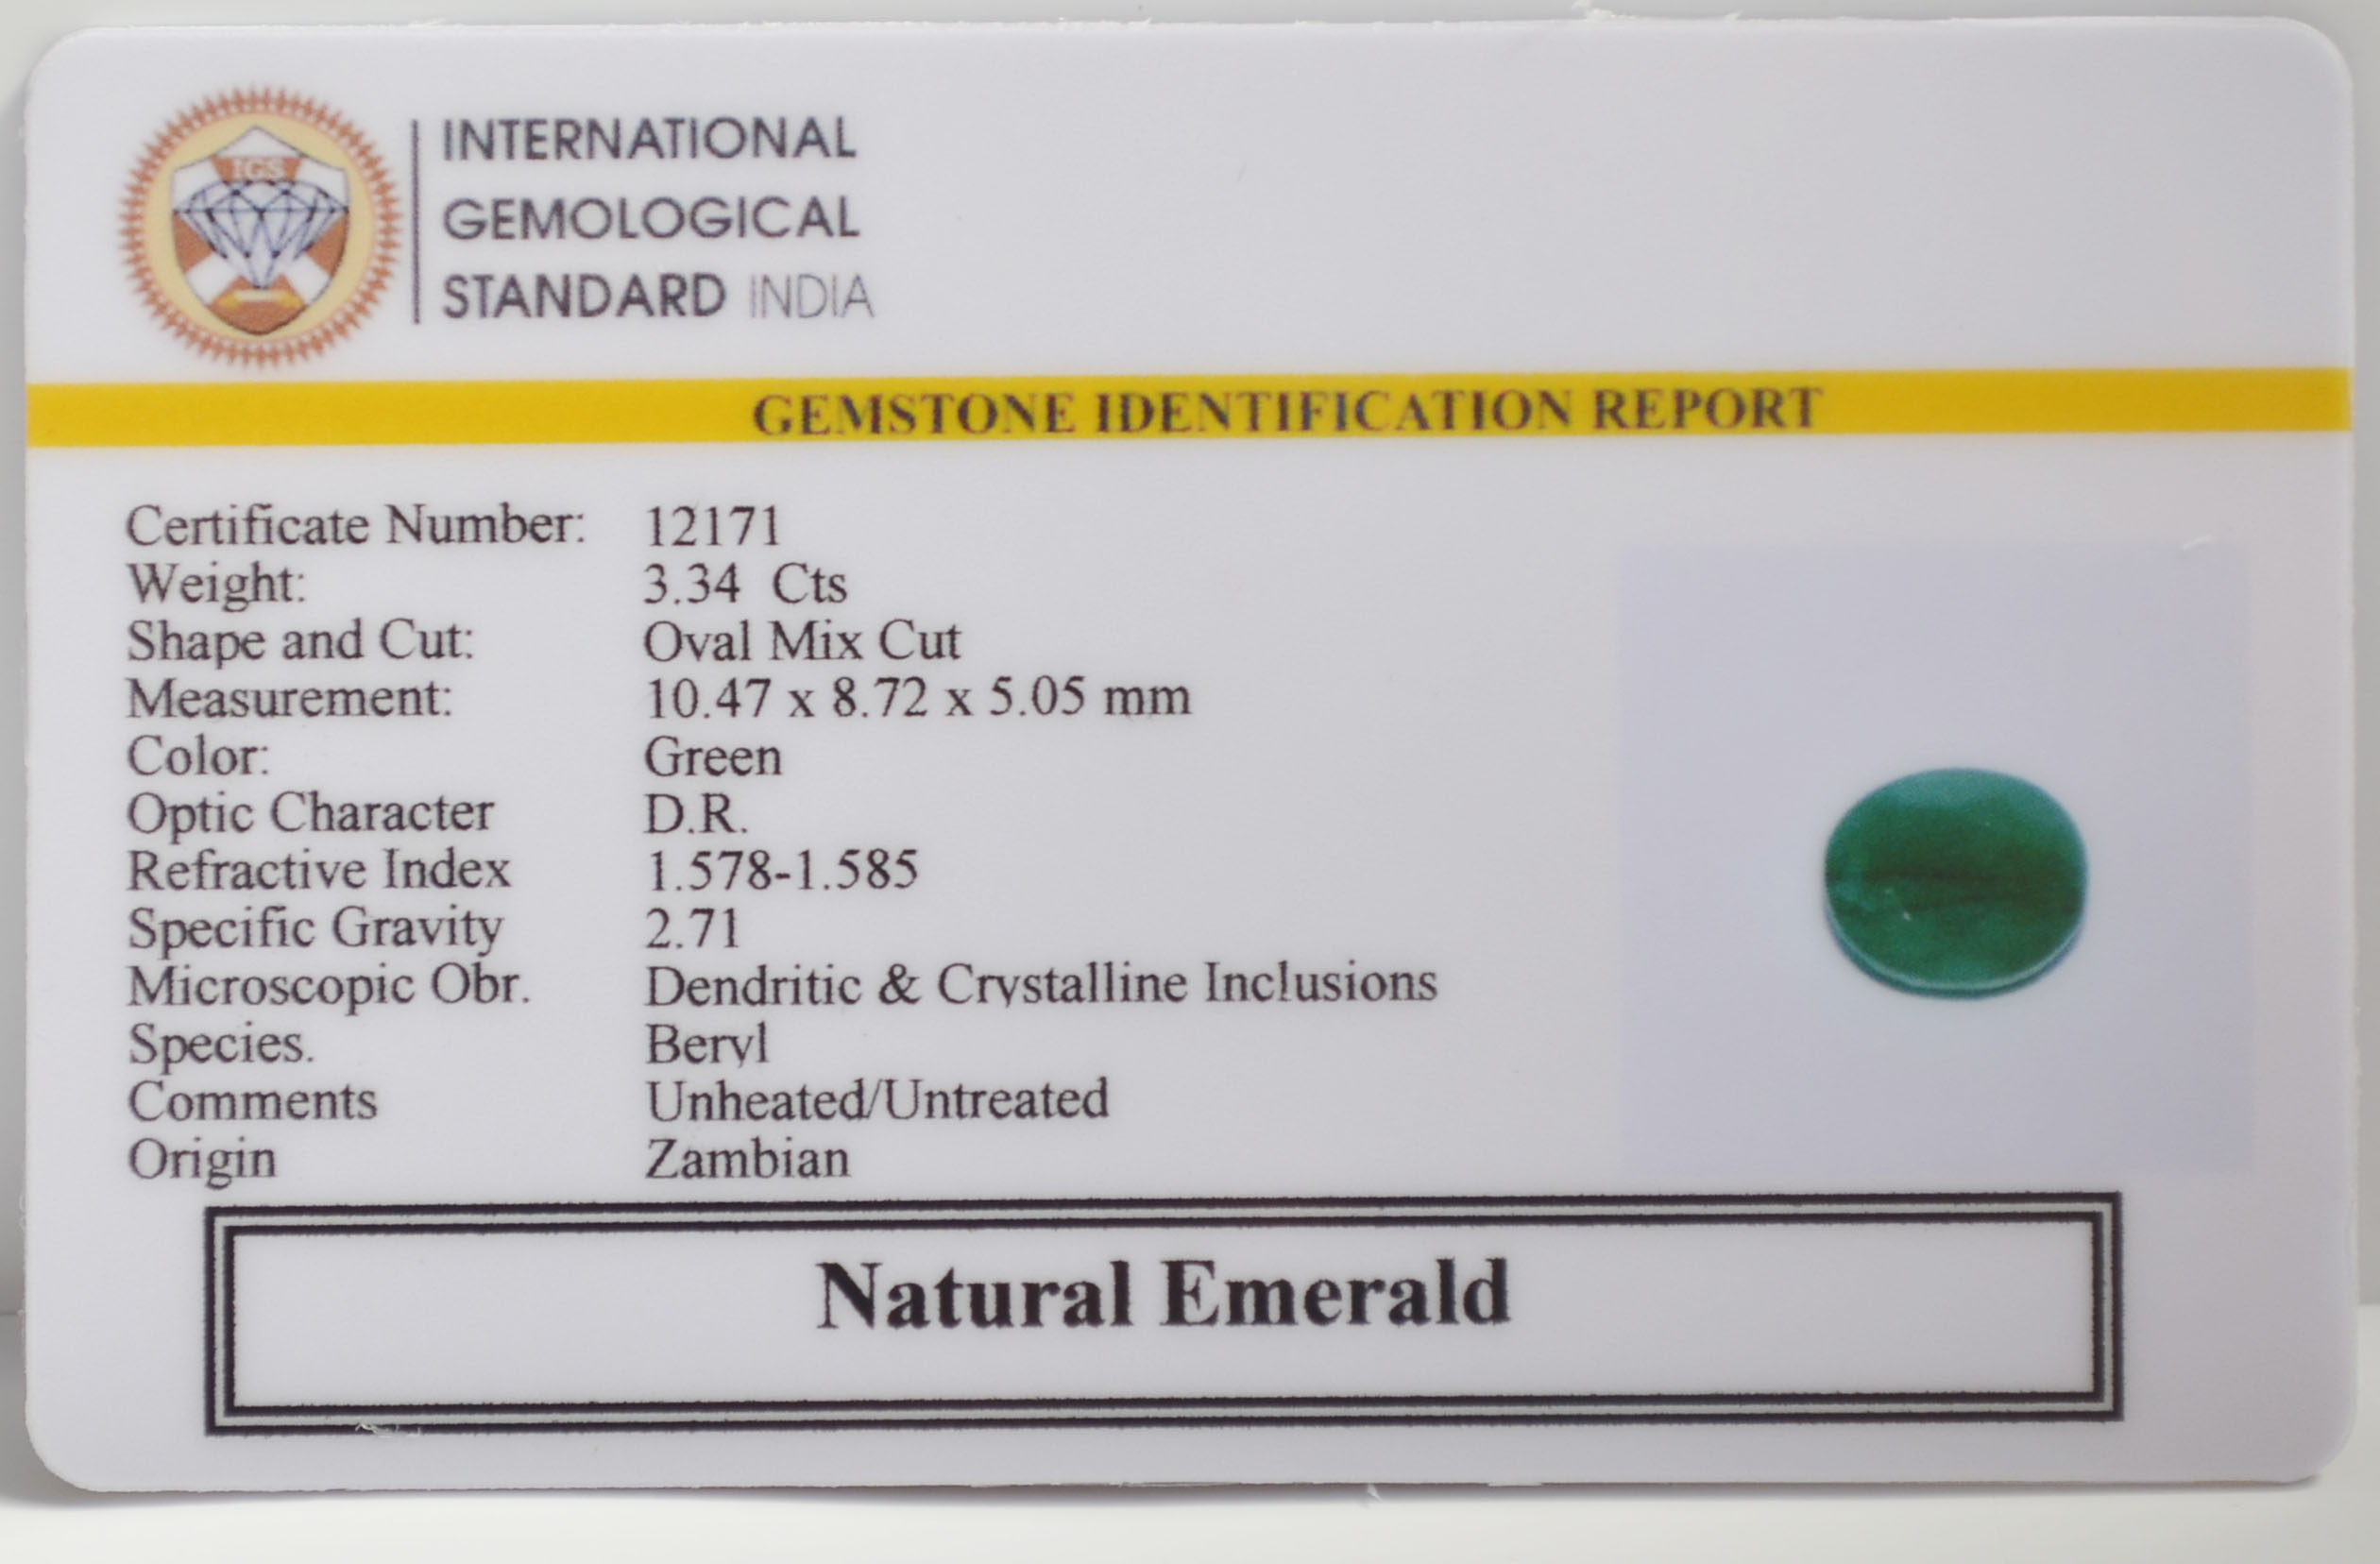 IGS
INTERNATIONAL
GEMOLOGICAL
STANDARD INDIA
GEMSTONE IDENTIFICATION REPORT
Certificate Number: 12171
Weight: 3.34 Cts
Shape and Cut: Oval Mix Cut
Measurement: 10.47 x 8.72 x 5.05 mm
Color: Green
Optic Character D.R.
Refractive Index 1.578-1.585
Specific Gravity 2.71
Microscopic Obr. Dendritic & Crystalline Inclusions
Species. Beryl
Comments Unheated/Untreated
Origin Zambian
Natural Emerald